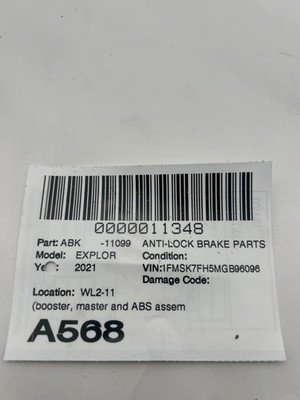 0000011348
Part: ABK -11099 ANTI-LOCK BRAKE PARTS
Model: EXPLOR Condition:
2021 VIN:1FMSK7FH5MGB96096
Damage Code:
Location: WL2-11
(booster, master and ABS assem
A568